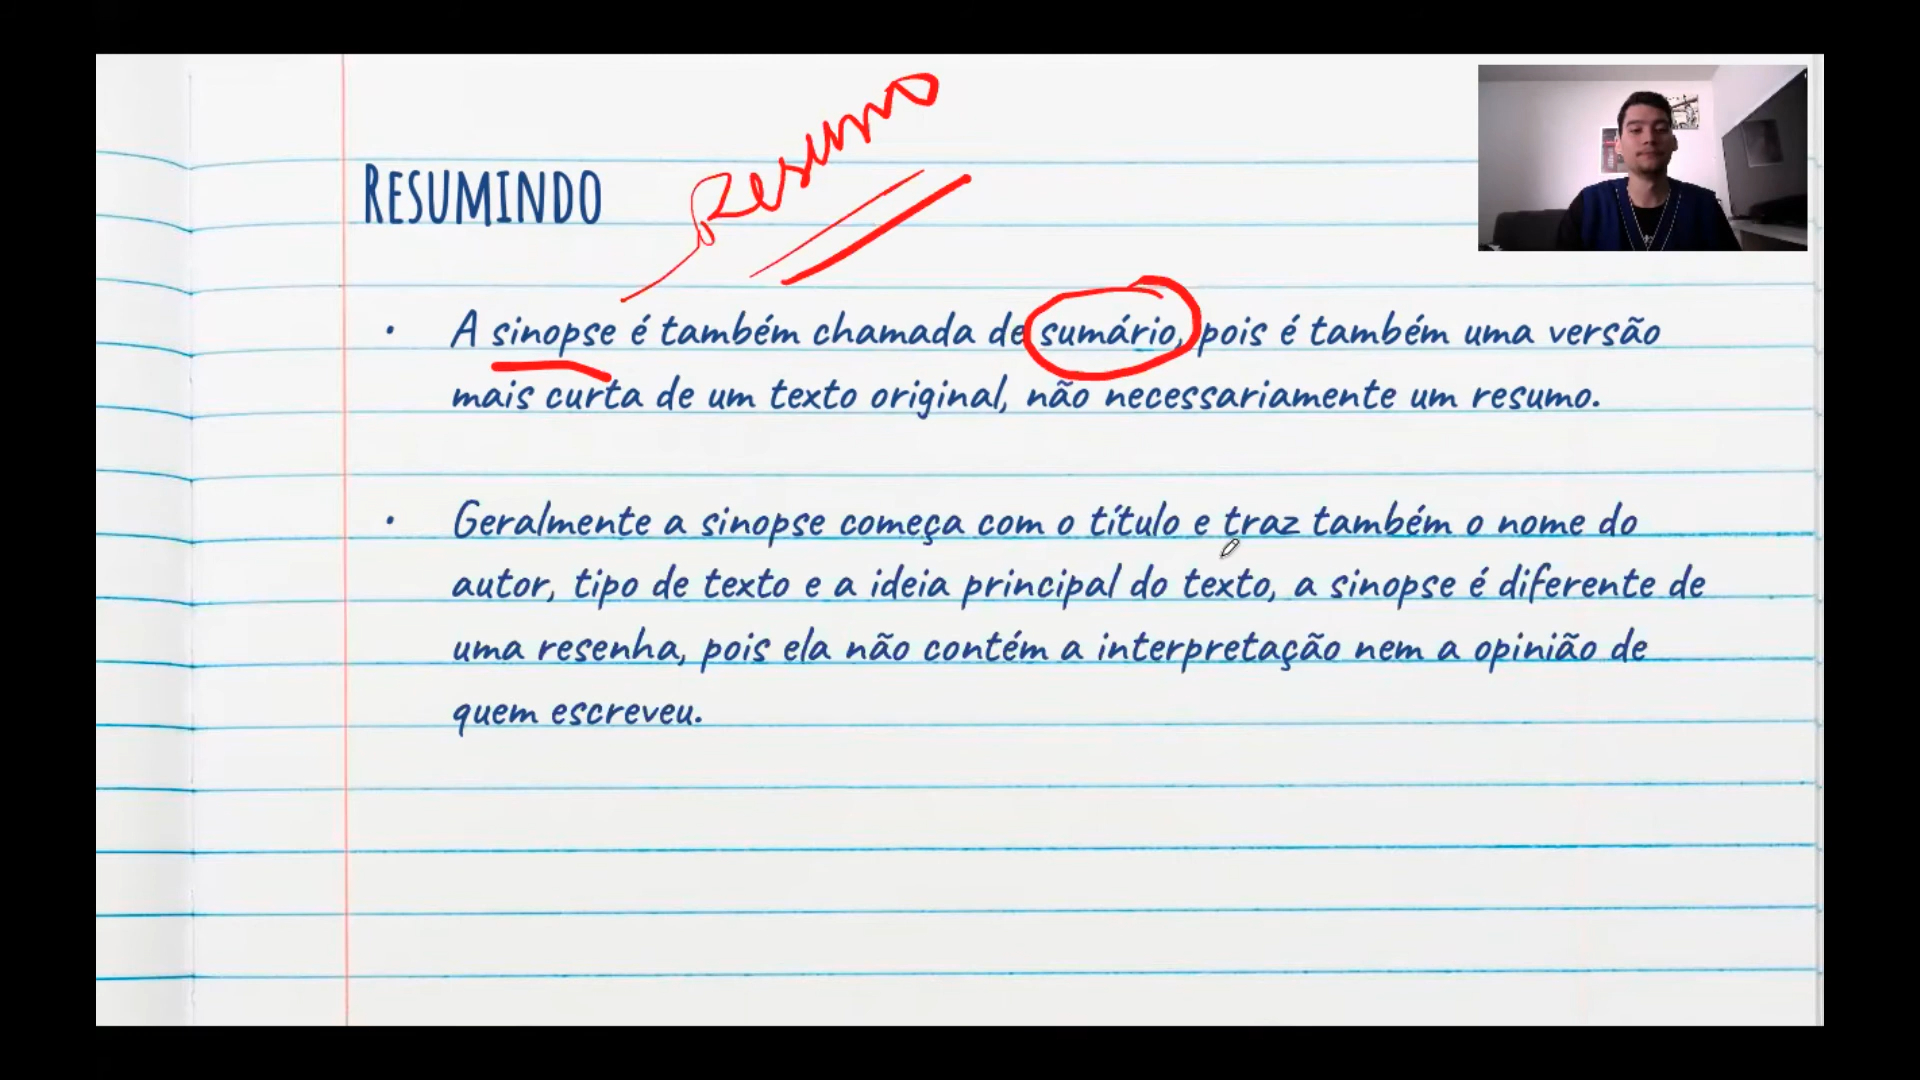 Resumo
RESUMINDO
• A sinopse é também chamada de sumário, pois é também uma versão
mais curta de um texto original, não necessariamente um resumo.
• Geralmente a sinopse começa com o título e traz também o nome do
autor, tipo de texto e a ideia principal do texto, a sinopse é diferente de
uma resenha, pois ela não contém a interpretação nem a opinião de
quem escreveu.